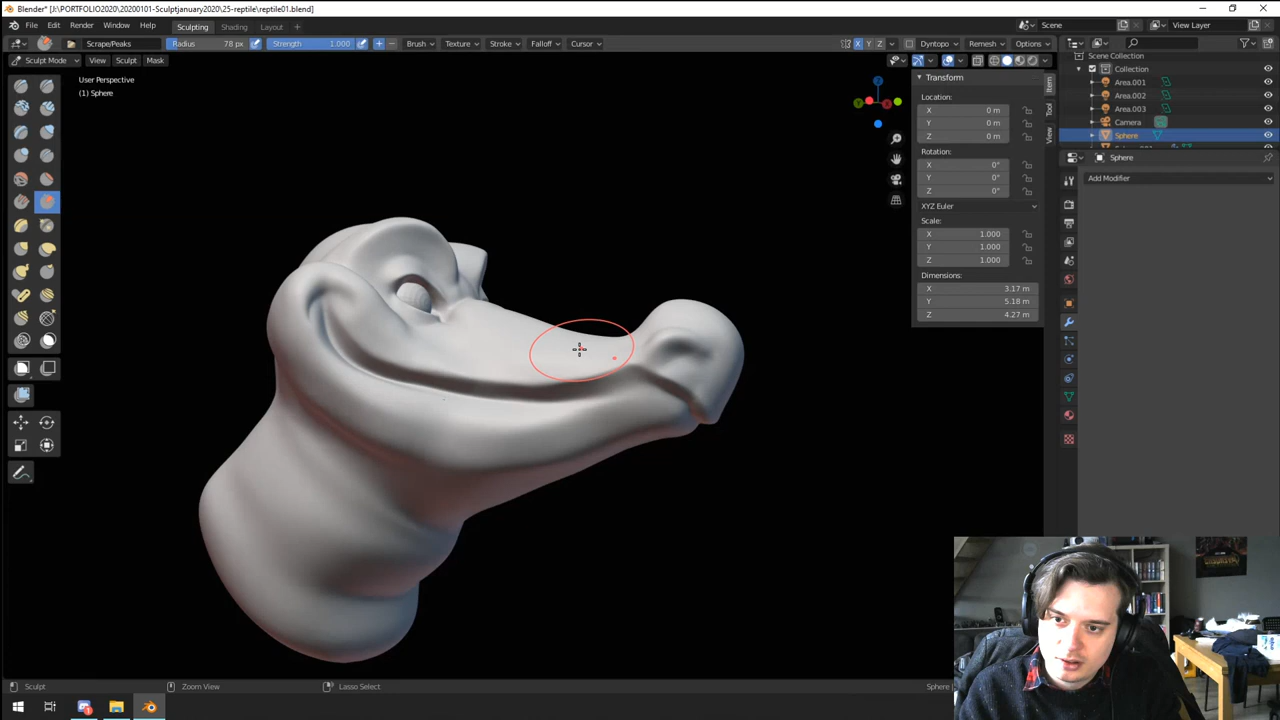 Blender* [J:\PORTFOLIO2020\20200101-Sculptjanuary2020\25-reptile\reptile01.blend]
File Edit Render Window Help Sculpting Shading Layout + Scene View Layer
Scrape/Peaks Radius 78 px Strength 1.000 Brush Texture Stroke Falloff Cursor X Y Z Dyntopo Remesh Options
Sculpt Mode View Sculpt Mask
User Perspective
(1) Sphere
Transform
Location:
X 0 m
Y 0 m
Z 0 m
Rotation:
X 0°
Y 0°
Z 0°
XYZ Euler
Scale:
X 1.000
Y 1.000
Z 1.000
Dimensions:
X 3.17 m
Y 5.18 m
Z 4.27 m
Item
Tool
View
Scene Collection
Collection
Area.001
Area.002
Area.003
Camera
Sphere
Sphere
Add Modifier
Sculpt Zoom View Lasso Select Sphere